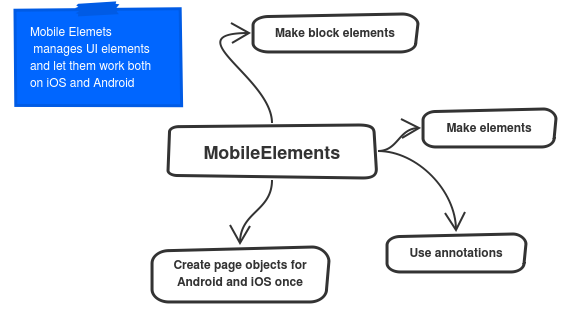 Mobile Elemets
manages UI elements
and let them work both
on iOS and Android
Make block elements
Make elements
MobileElements
Use annotations
Create page objects for
Android and iOS once